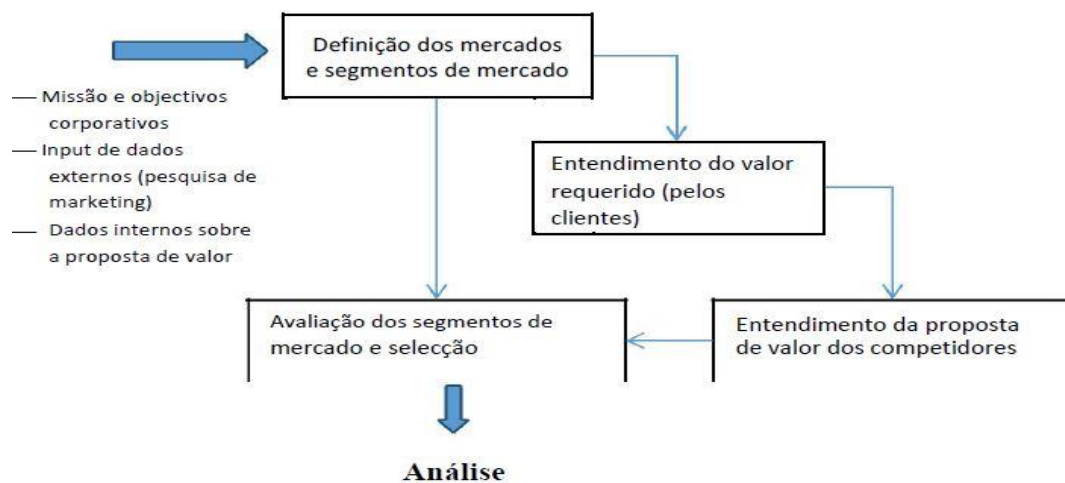 Definição dos mercados
e segmentos de mercado
— Missão e objectivos
corporativos
— Input de dados
externos (pesquisa de
marketing)
— Dados internos sobre
a proposta de valor
Entendimento do valor
requerido (pelos
clientes)
Avaliação dos segmentos de
mercado e selecção
Entendimento da proposta
de valor dos competidores
Análise